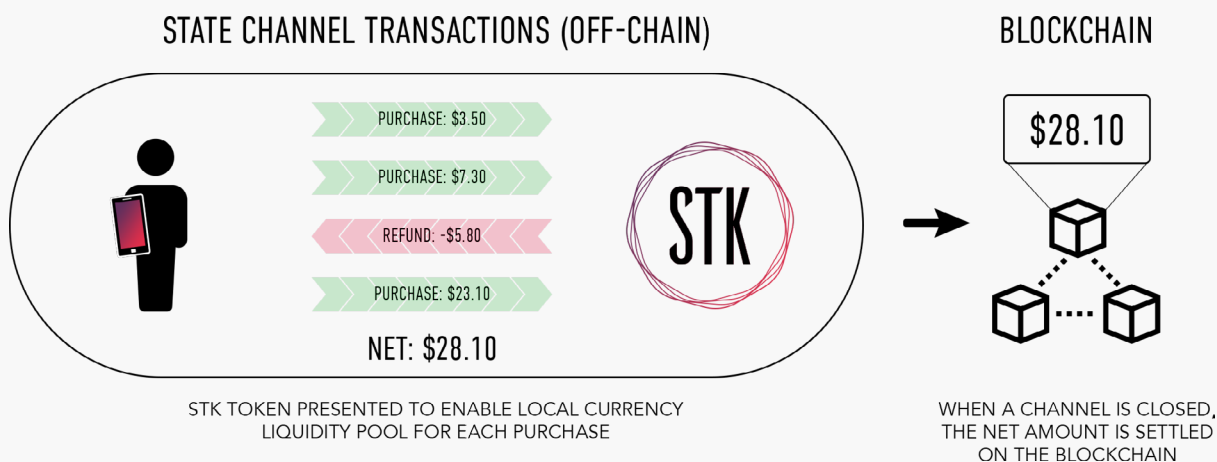 STATE CHANNEL TRANSACTIONS (OFF-CHAIN)
PURCHASE: $3.50
PURCHASE: $7.30
REFUND: -$5.80
PURCHASE: $23.10
NET: $28.10
STK
STK TOKEN PRESENTED TO ENABLE LOCAL CURRENCY
LIQUIDITY POOL FOR EACH PURCHASE
BLOCKCHAIN
$28.10
WHEN A CHANNEL IS CLOSED,
THE NET AMOUNT IS SETTLED
ON THE BLOCKCHAIN